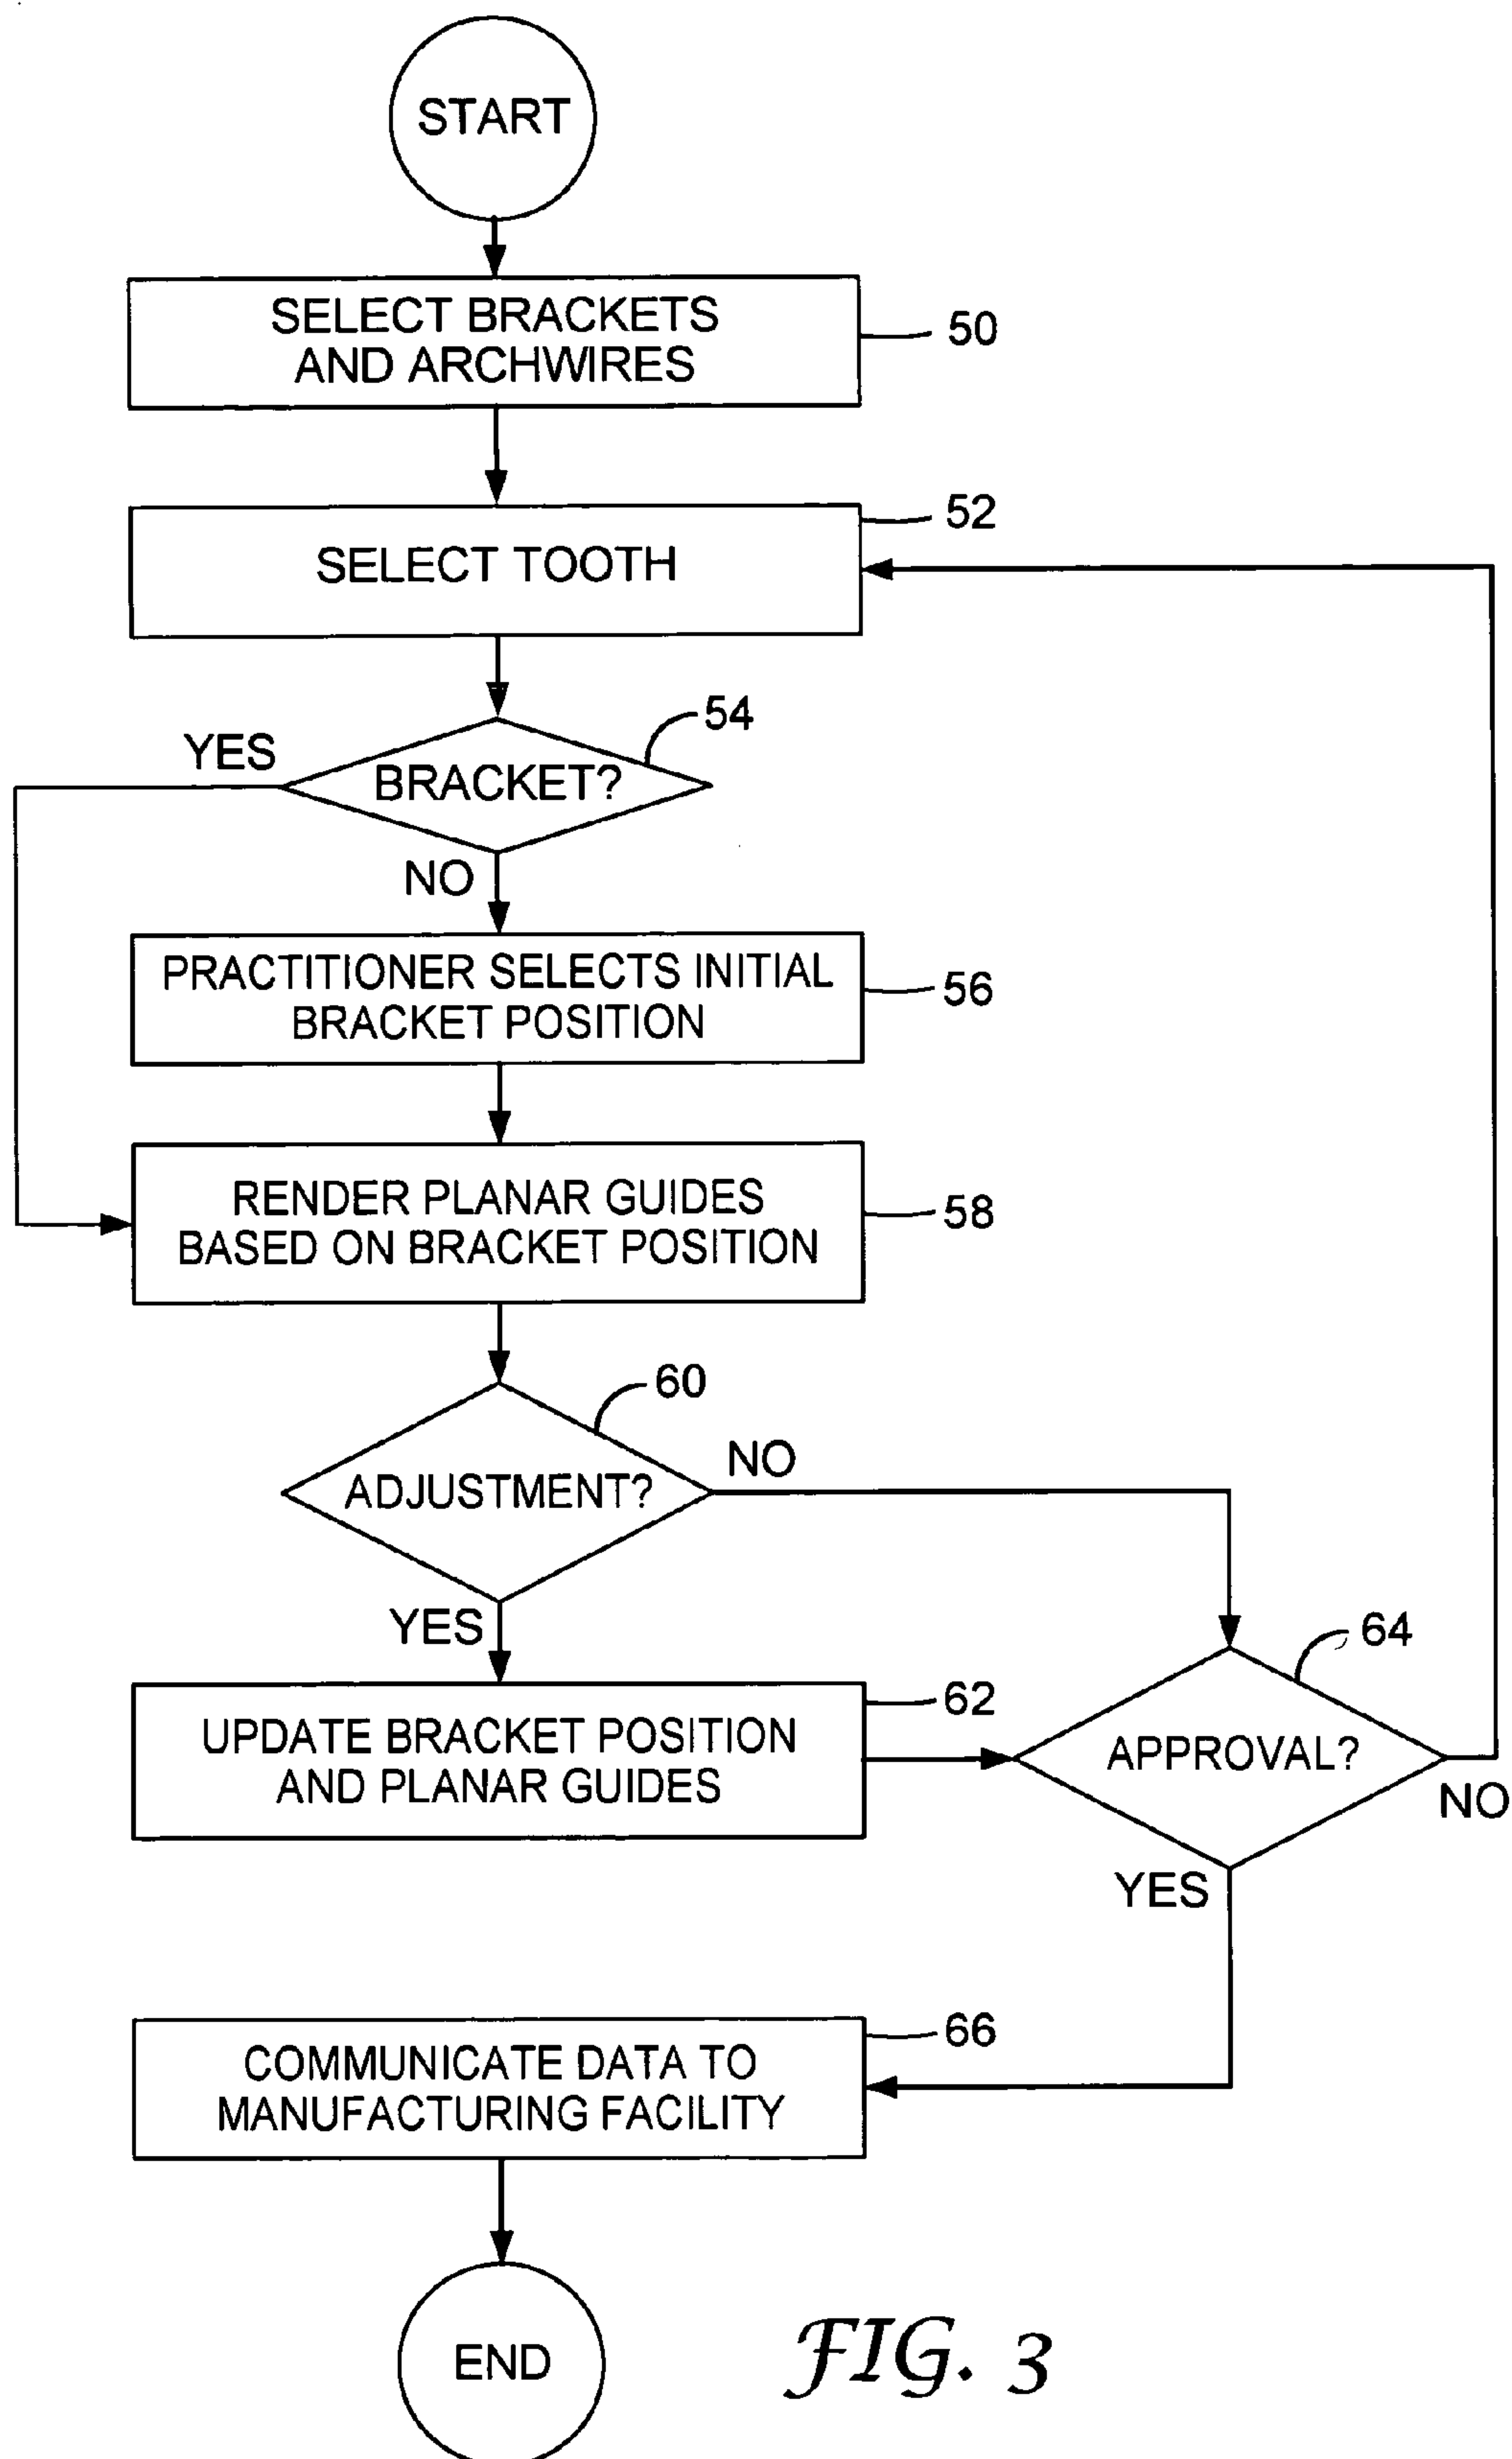 START
SELECT BRACKETS
AND ARCHWIRES
50
52
SELECT TOOTH
54
YES
BRACKET?
NO
PRACTITIONER SELECTS INITIAL
BRACKET POSITION
56
RENDER PLANAR GUIDES
BASED ON BRACKET POSITION
58
60
NO
ADJUSTMENT?
YES
64
62
UPDATE BRACKET POSITION
AND PLANAR GUIDES
APPROVAL?
NO
YES
66
COMMUNICATE DATA TO
MANUFACTURING FACILITY
END
FIG. 3